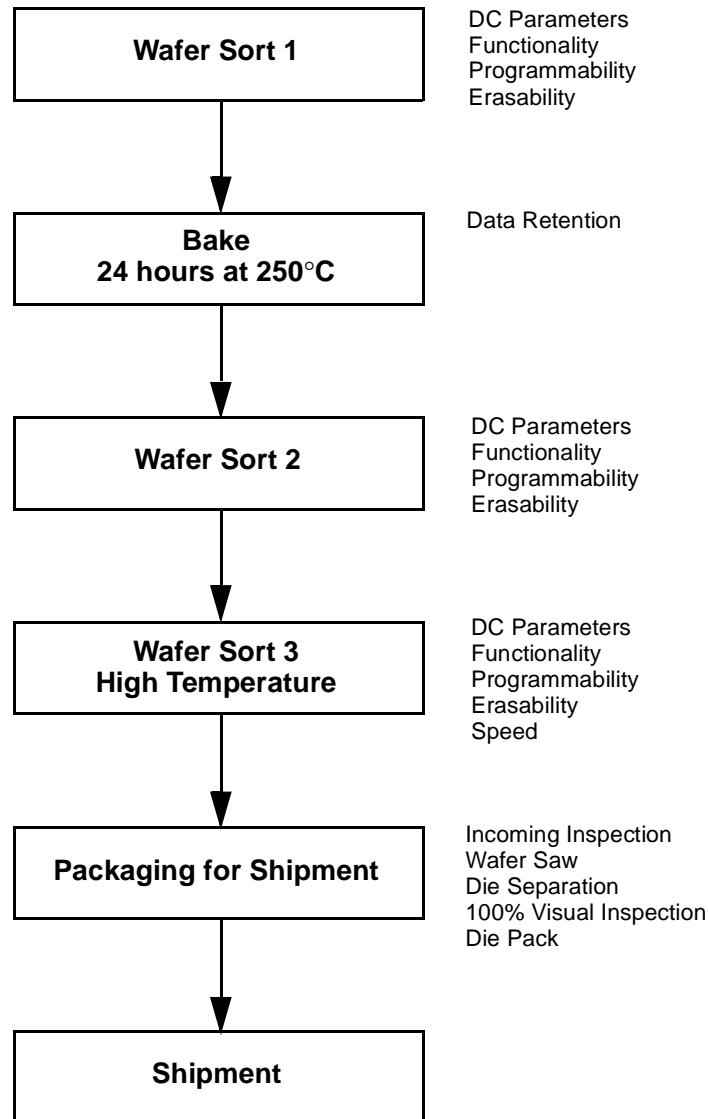 Wafer Sort 1
DC Parameters
Functionality
Programmability
Erasability
Bake
24 hours at 250°C
Data Retention
Wafer Sort 2
DC Parameters
Functionality
Programmability
Erasability
Wafer Sort 3
High Temperature
DC Parameters
Functionality
Programmability
Erasability
Speed
Packaging for Shipment
Incoming Inspection
Wafer Saw
Die Separation
100% Visual Inspection
Die Pack
Shipment